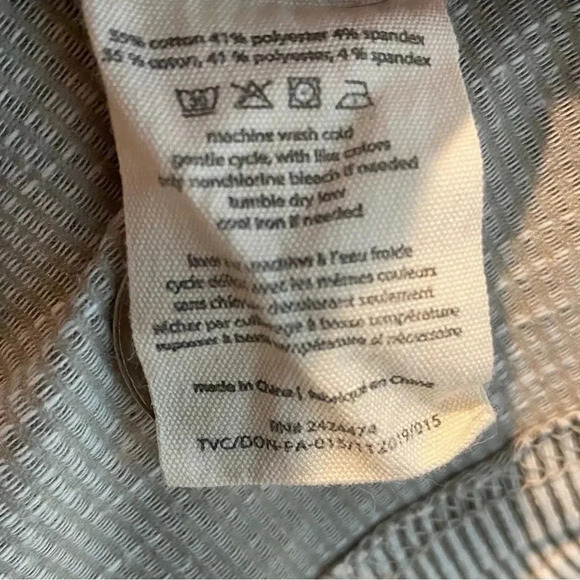 55% cotton 41% polyester 4% spandex
55 % coton, 41 % polyester, 4 % spandex
30
machine wash cold
gentle cycle, with like colors
only nonchlorine bleach if needed
tumble dry low
cool iron if needed
laver à la machine à l'eau froide
cycle délicat avec les mêmes couleurs
sans chlore décolorant seulement
sécher par culbutage à basse température
repasser à basse température si nécessaire
made in China | fabriqué en Chine
RN# 2424474
TVC/DON-FA-015/11 2019/015